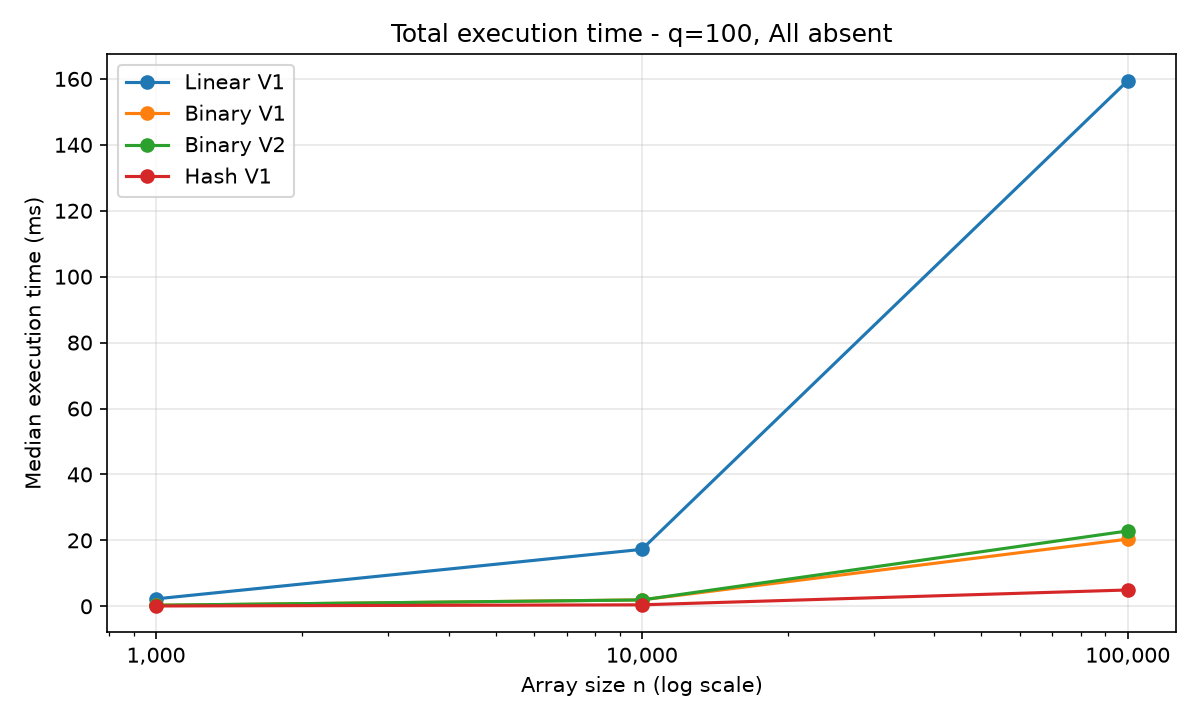 Total execution time - q=100, All absent
Linear V1
Binary V1
Binary V2
Hash V1
Median execution time (ms)
160
140
120
100
80
60
40
20
0
1,000
10,000
100,000
Array size n (log scale)